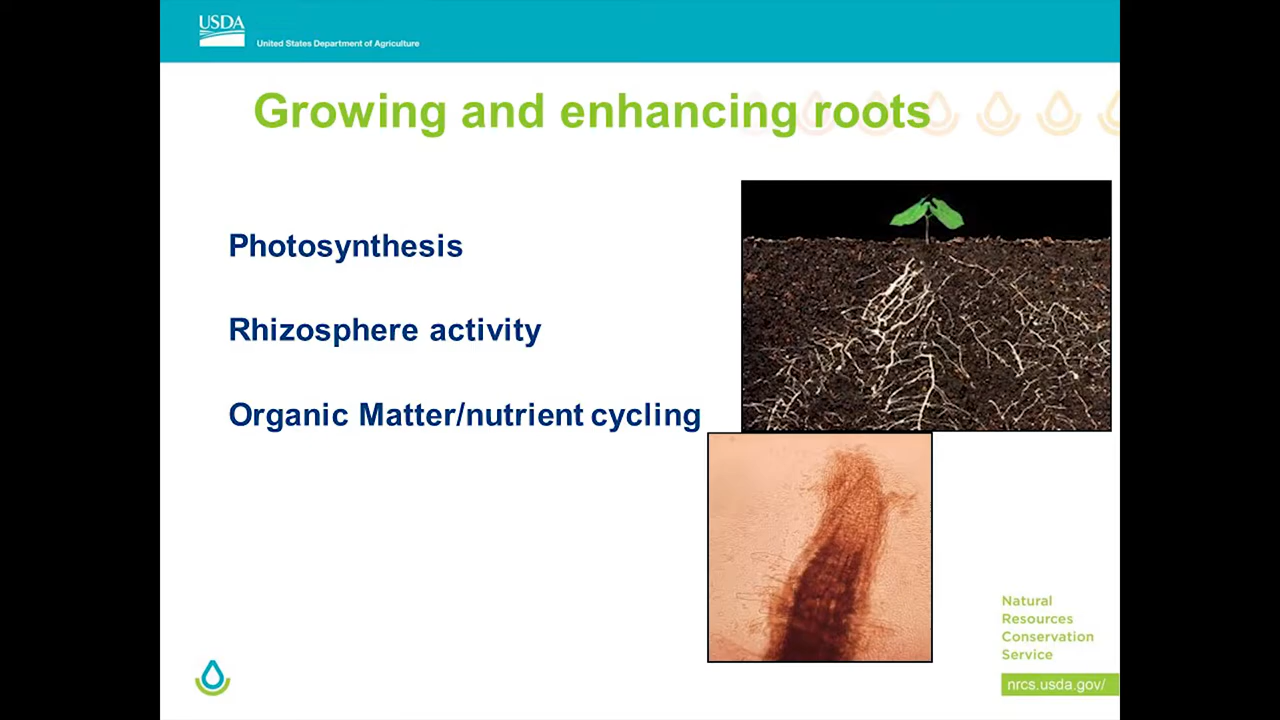 USDA
United States Department of Agriculture
Growing and enhancing roots
Photosynthesis
Rhizosphere activity
Organic Matter/nutrient cycling
Natural
Resources
Conservation
Service
nrcs.usda.gov/